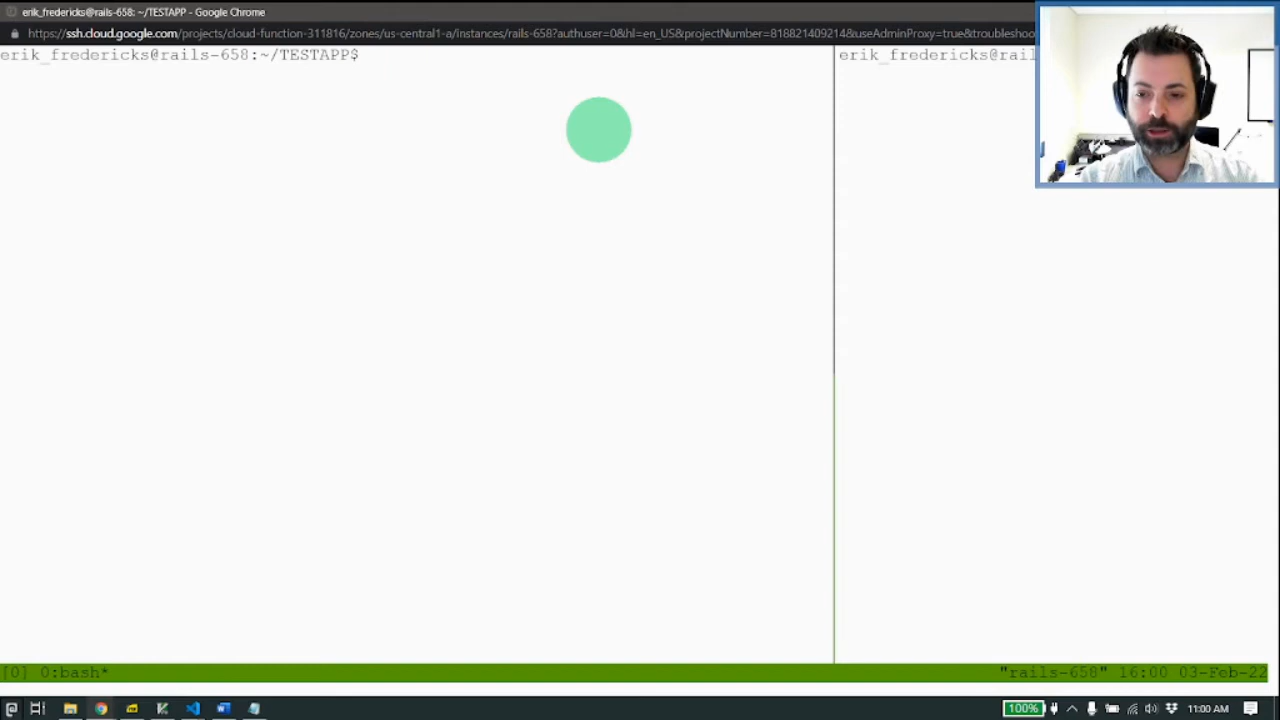 erik_fredericks@rails-658: ~/TESTAPP - Google Chrome
https://ssh.cloud.google.com/projects/cloud-function-311816/zones/us-central1-a/instances/rails-658?authuser=0&hl=en_US&projectNumber=818821409214&useAdminProxy=true&troubleshoo
erik_fredericks@rails-658:~/TESTAPP$
erik_fredericks@rail
[0] 0:bash*
"rails-658" 16:00 03-Feb-22
100%
11:00 AM